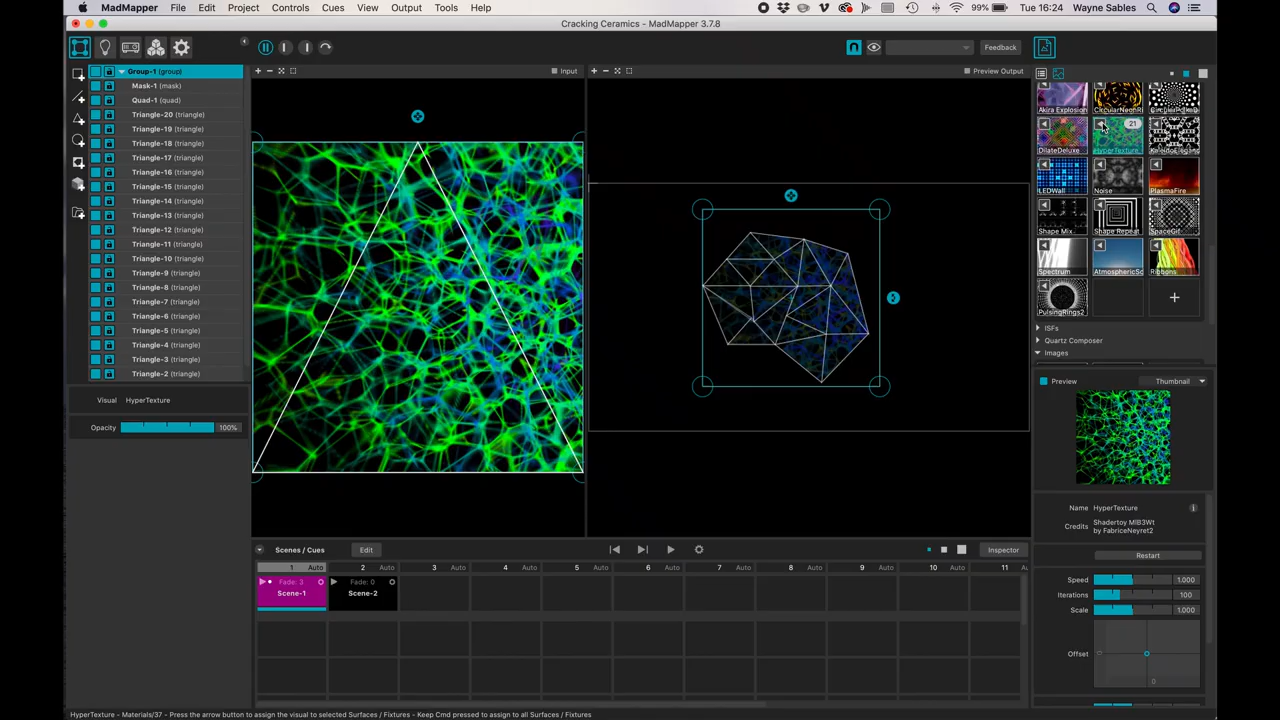 MadMapper File Edit Project Controls Cues View Output Tools Help
99% Tue 16:24 Wayne Sables
Cracking Ceramics - MadMapper 3.7.8
Feedback
Group-1 (group)
Mask-1 (mask)
Quad-1 (quad)
Triangle-20 (triangle)
Triangle-19 (triangle)
Triangle-18 (triangle)
Triangle-17 (triangle)
Triangle-16 (triangle)
Triangle-15 (triangle)
Triangle-14 (triangle)
Triangle-13 (triangle)
Triangle-12 (triangle)
Triangle-11 (triangle)
Triangle-10 (triangle)
Triangle-9 (triangle)
Triangle-8 (triangle)
Triangle-7 (triangle)
Triangle-6 (triangle)
Triangle-5 (triangle)
Triangle-4 (triangle)
Triangle-3 (triangle)
Triangle-2 (triangle)
Visual HyperTexture
Opacity 100%
Input
Preview Output
Akira Explosion CircularNeonRi
21
DilateDeluxe HyperTexture
LEDWall Noise PlasmaFire
Shape Mix Shape Repeat SpaceGif
Spectrum AtmosphericSc Ribbons
PulsingRings2
ISFs
Quartz Composer
Images
Preview Thumbnail
Name HyperTexture
Credits Shadertoy MlB3Wt
by FabriceNeyret2
Restart
Speed 1.000
Iterations 100
Scale 1.000
Offset
0
Scenes / Cues Edit
Inspector
1 Auto 2 Auto 3 Auto 4 Auto 5 Auto 6 Auto 7 Auto 8 Auto 9 Auto 10 Auto 11
Fade: 3 Fade: 0
Scene-1 Scene-2
HyperTexture - Materials/37 - Press the arrow button to assign the visual to selected Surfaces / Fixtures - Keep Cmd pressed to assign to all Surfaces / Fixtures